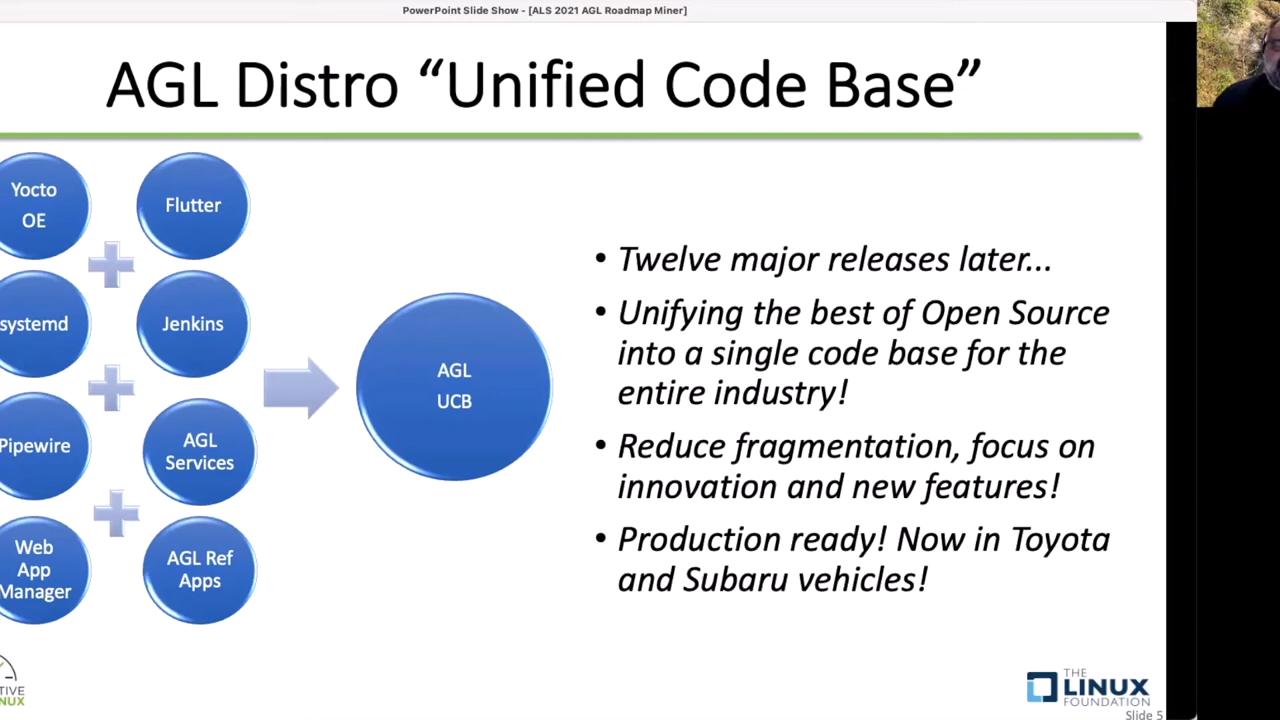 PowerPoint Slide Show - [ALS 2021 AGL Roadmap Miner]
AGL Distro “Unified Code Base”
Yocto
OE
Flutter
systemd
Jenkins
Pipewire
AGL
Services
Web
App
Manager
AGL Ref
Apps
AGL
UCB
• Twelve major releases later...
• Unifying the best of Open Source
into a single code base for the
entire industry!
• Reduce fragmentation, focus on
innovation and new features!
• Production ready! Now in Toyota
and Subaru vehicles!
TIVE
NUX
THE
LINUX
FOUNDATION
Slide 5